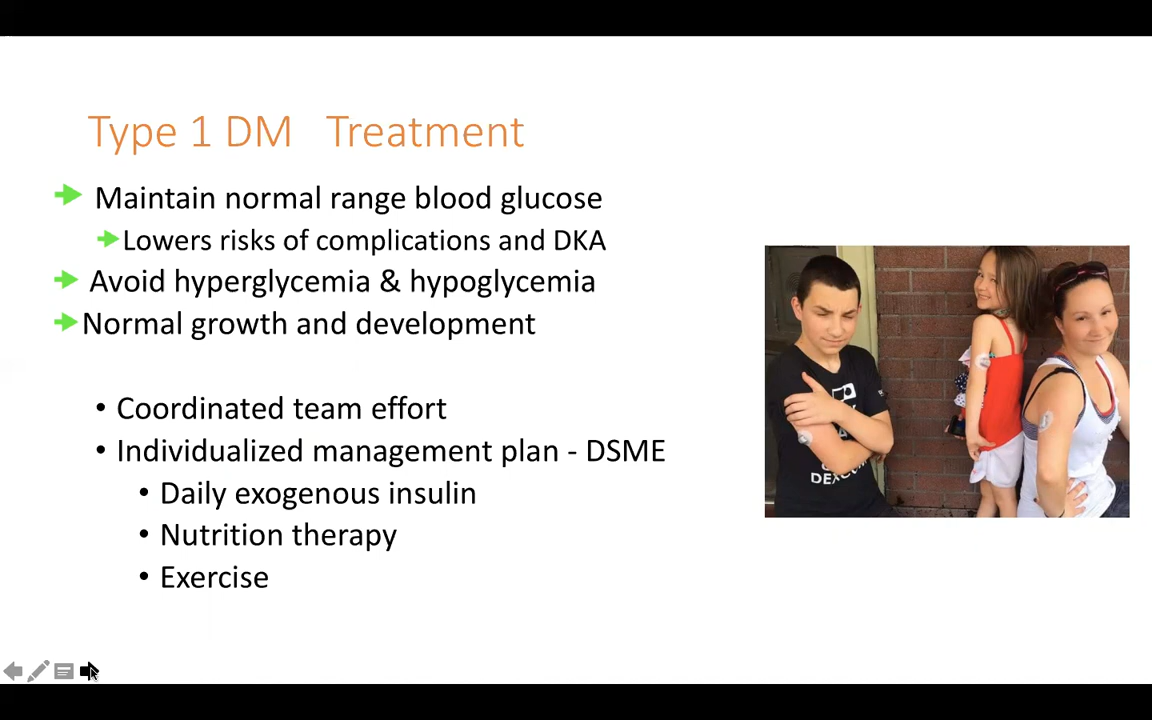 Type 1 DM Treatment
Maintain normal range blood glucose
Lowers risks of complications and DKA
Avoid hyperglycemia & hypoglycemia
Normal growth and development
• Coordinated team effort
• Individualized management plan - DSME
• Daily exogenous insulin
• Nutrition therapy
• Exercise